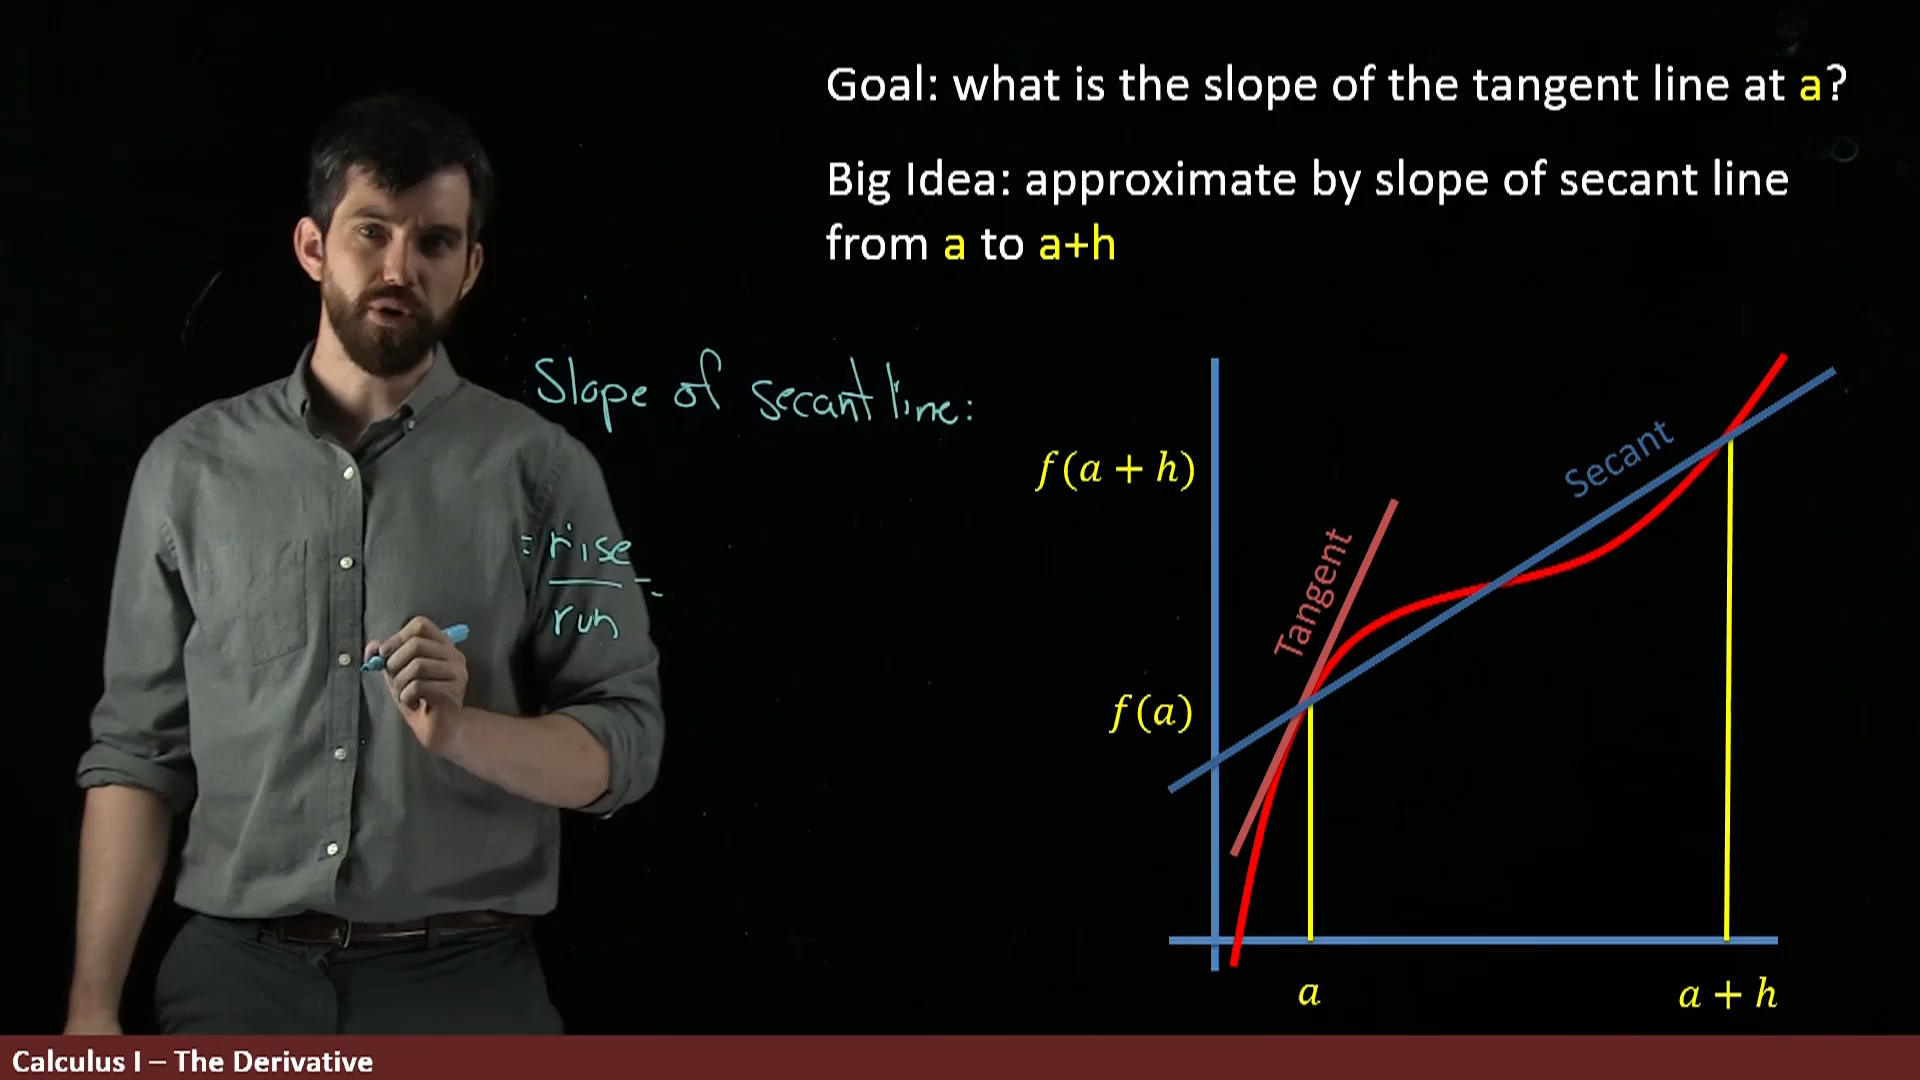 Goal: what is the slope of the tangent line at a?
Big Idea: approximate by slope of secant line
from a to a+h
Slope of secant line:
= rise
run
=
f(a + h)
f(a)
Tangent
Secant
a
a + h
Calculus I – The Derivative